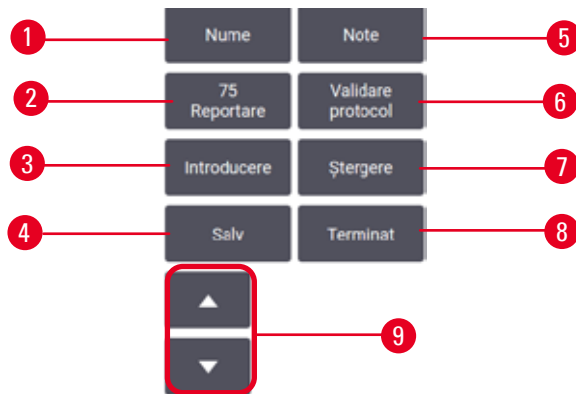 1
Nume
Note
5
2
75
Reportare
Validare
protocol
6
3
Introducere
Ștergere
7
4
Salv
Terminat
8
9